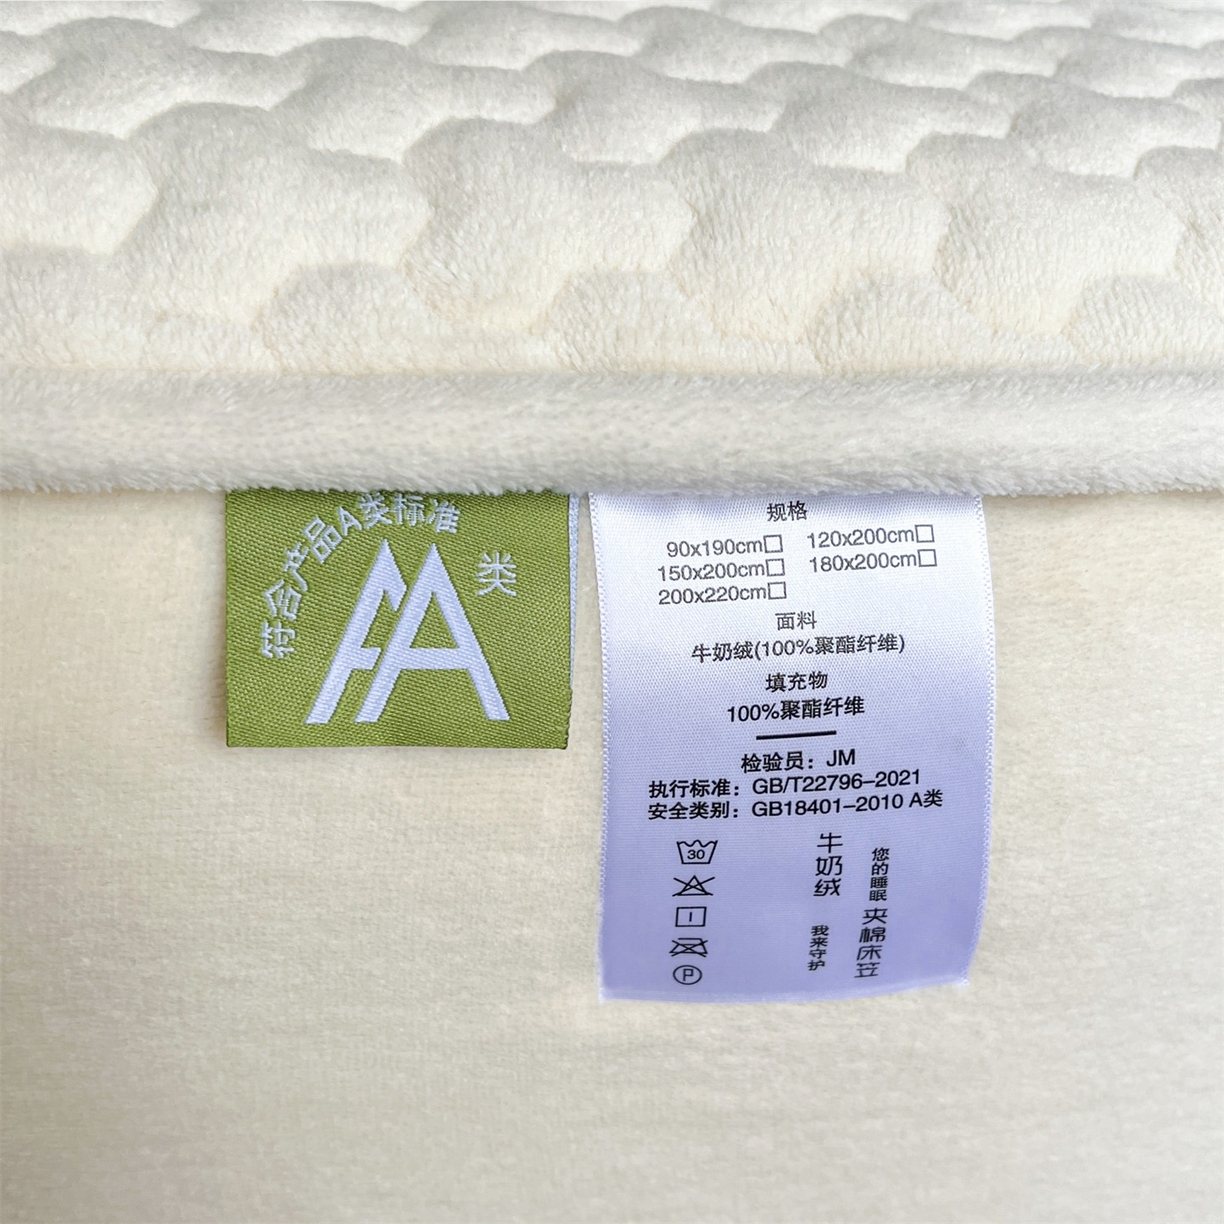 符合产品A类标准
A类
规格
90x190cm□ 120x200cm□
150x200cm□ 180x200cm□
200x220cm□
面料
牛奶绒(100%聚酯纤维)
填充物
100%聚酯纤维
检验员：JM
执行标准：GB/T22796–2021
安全类别：GB18401–2010 A类
30
P
牛奶绒
我来守护
您的睡眠
夹棉床笠